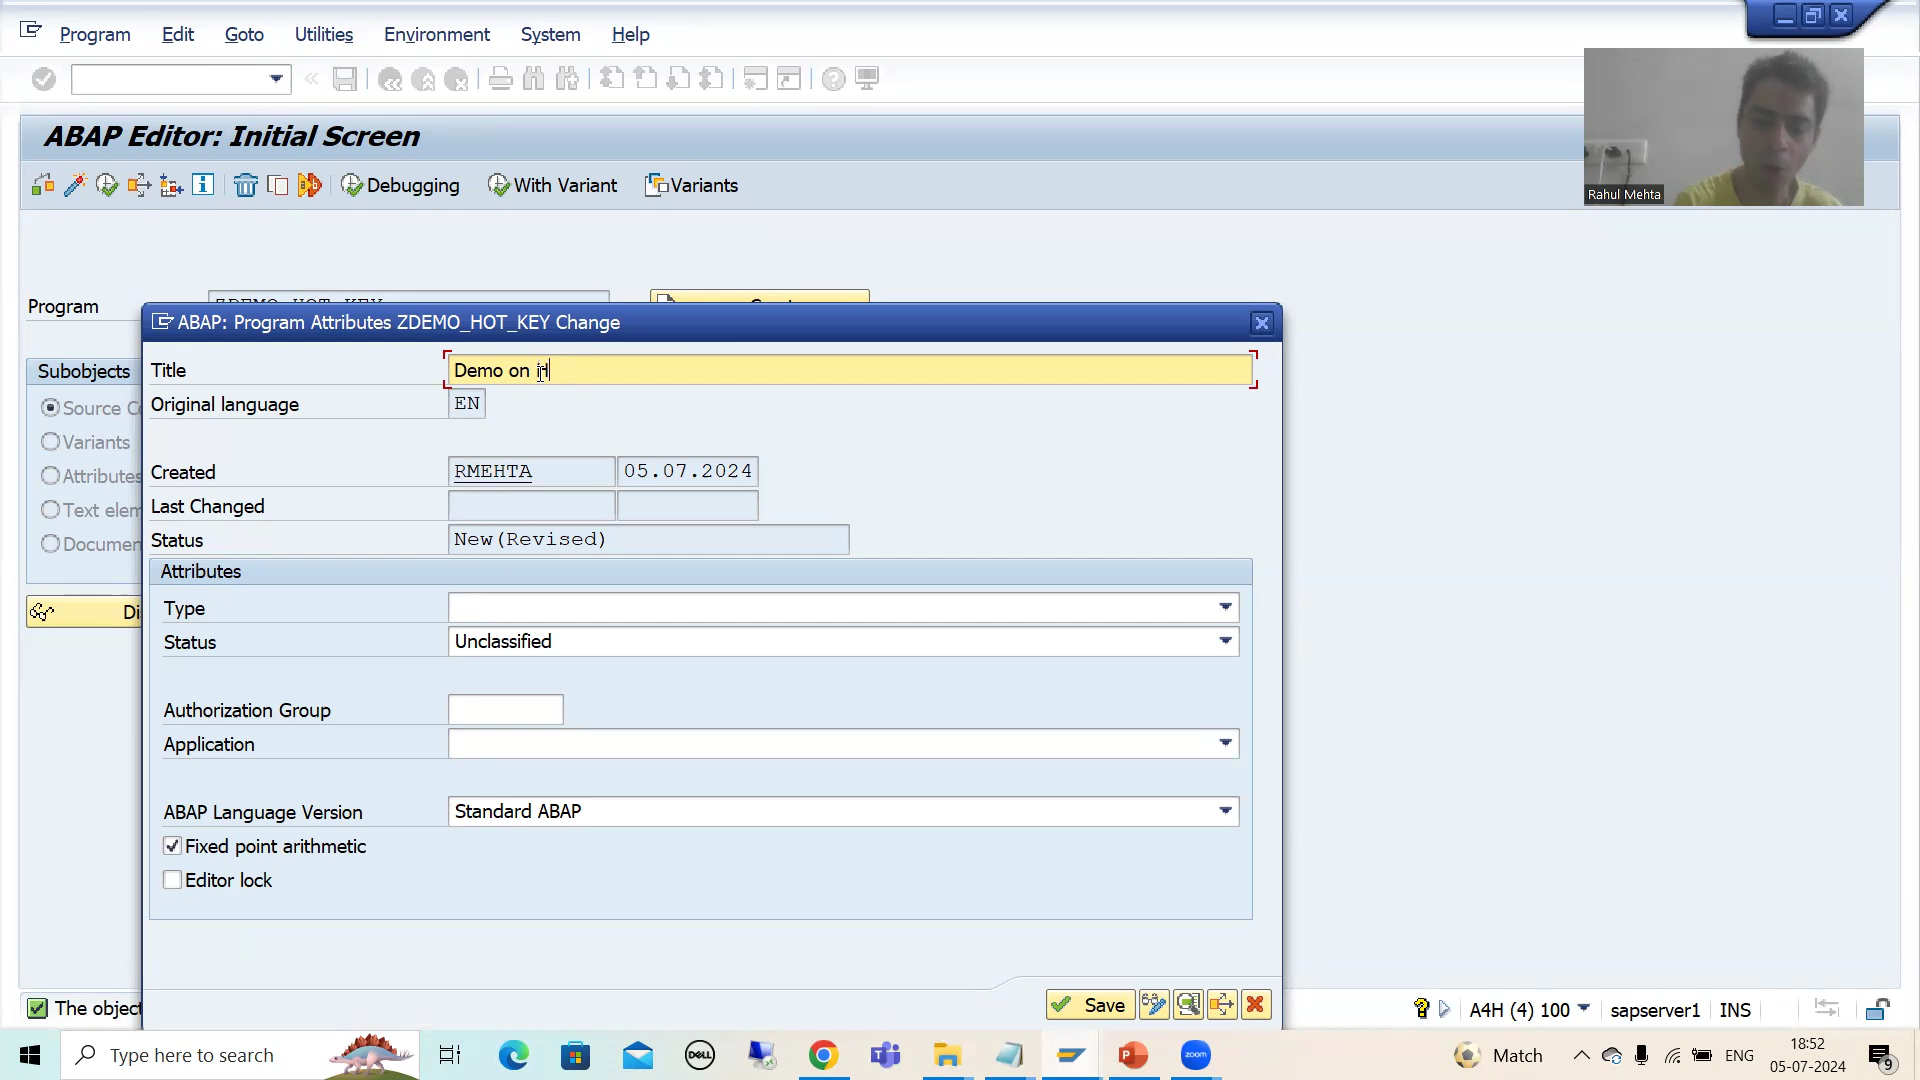 Program Edit Goto Utilities Environment System Help
ABAP Editor: Initial Screen
Debugging With Variant Variants
Rahul Mehta
Program ZDEMO_HOT_KEY
ABAP: Program Attributes ZDEMO_HOT_KEY Change
Subobjects
Title Demo on
Source
Original language EN
Variants
Attributes
Created RMEHTA 05.07.2024
Text
Last Changed
Status New(Revised)
Attributes
Type
Status Unclassified
Authorization Group
Application
ABAP Language Version Standard ABAP
Fixed point arithmetic
Editor lock
Save
The object
A4H (4) 100 sapserver1 INS
Type here to search
DELL
zoom
Match
ENG
18:52
05-07-2024
9